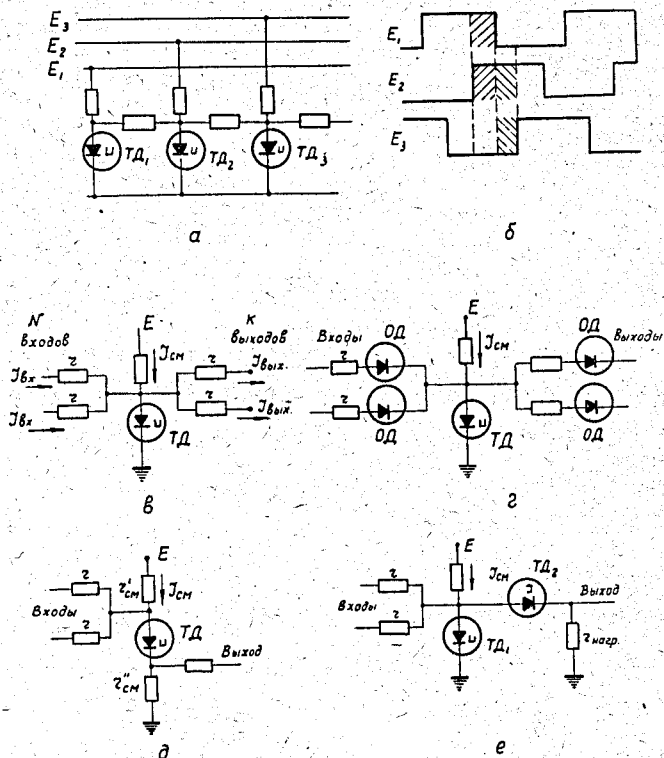 E₃
E₂
E₁
ТД₁
ТД₂
ТД₃
а
E₁
E₂
E₃
б
N
входов
r
Iвх
r
Iвх
E
Iсм
ТД
к
выходов
r
Iвых.
r
Iвых.
в
Входы
r
ОД
r
ОД
E
Iсм
ТД
ОД
Выходы
ОД
г
E
r'см
Iсм
r
Входы
r
ТД
Выход
r''см
д
E
Iсм
ТД₂
Выход
r
входы
r
ТД₁
rнагр.
е